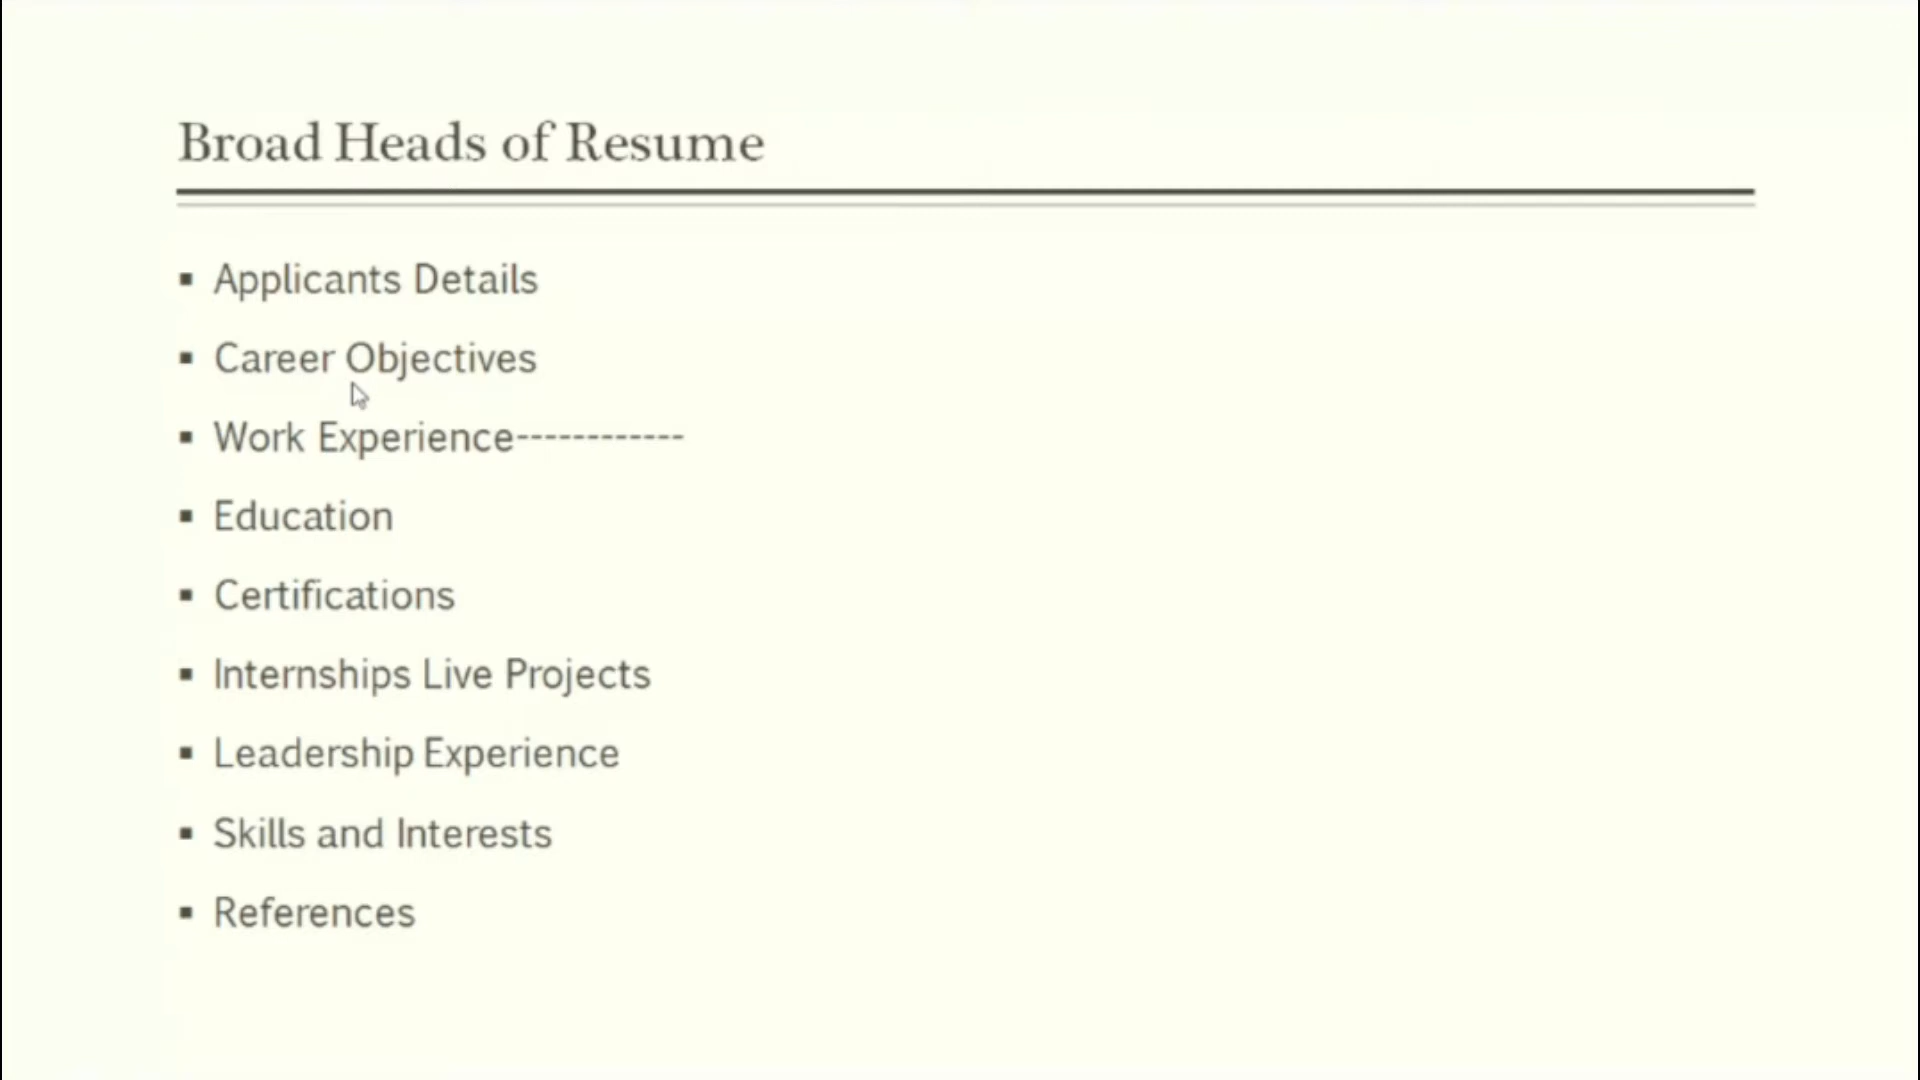 Broad Heads of Resume
▪ Applicants Details
▪ Career Objectives
▪ Work Experience------------
▪ Education
▪ Certifications
▪ Internships Live Projects
▪ Leadership Experience
▪ Skills and Interests
▪ References